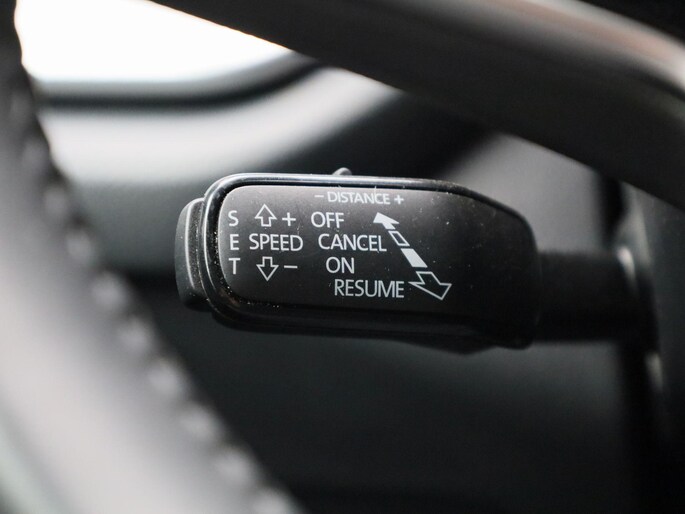 - DISTANCE +
S + OFF
E SPEED CANCEL
T - ON
RESUME